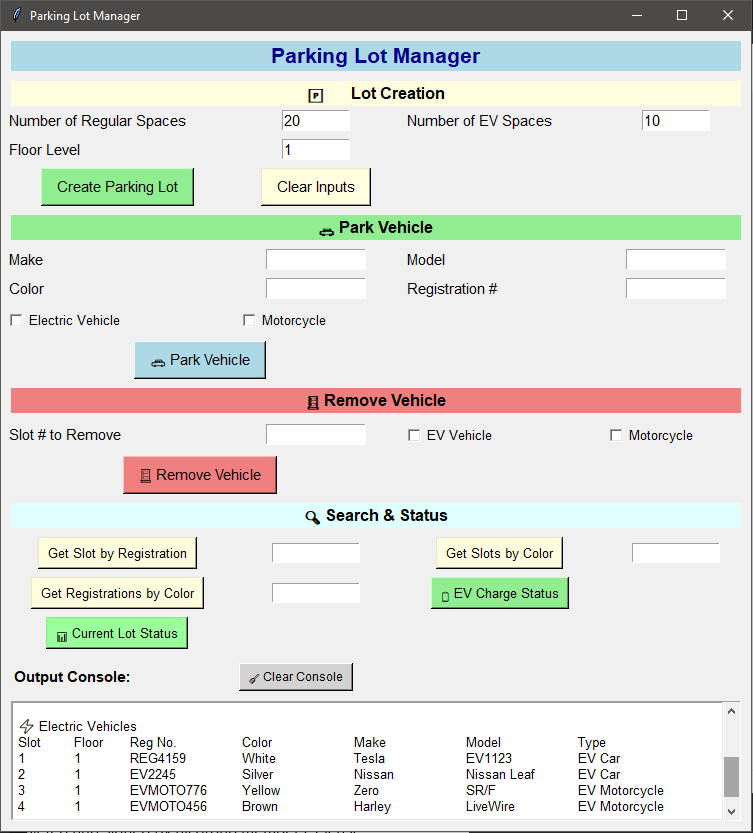 Parking Lot Manager
Parking Lot Manager
P Lot Creation
Number of Regular Spaces 20 Number of EV Spaces 10
Floor Level 1
Create Parking Lot Clear Inputs
Park Vehicle
Make Model
Color Registration #
Electric Vehicle Motorcycle
Park Vehicle
Remove Vehicle
Slot # to Remove EV Vehicle Motorcycle
Remove Vehicle
Search & Status
Get Slot by Registration Get Slots by Color
Get Registrations by Color EV Charge Status
Current Lot Status
Output Console: Clear Console
Electric Vehicles
Slot Floor Reg No. Color Make Model Type
1 1 REG4159 White Tesla EV1123 EV Car
2 1 EV2245 Silver Nissan Nissan Leaf EV Car
3 1 EVMOTO776 Yellow Zero SR/F EV Motorcycle
4 1 EVMOTO456 Brown Harley LiveWire EV Motorcycle